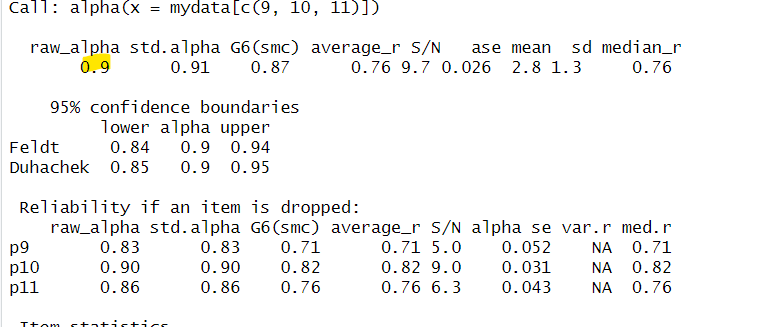 Call: alpha(x = mydata[c(9, 10, 11)])
raw_alpha std.alpha G6(smc) average_r S/N ase mean sd median_r
0.9 0.91 0.87 0.76 9.7 0.026 2.8 1.3 0.76
95% confidence boundaries
lower alpha upper
Feldt 0.84 0.9 0.94
Duhachek 0.85 0.9 0.95
Reliability if an item is dropped:
raw_alpha std.alpha G6(smc) average_r S/N alpha se var.r med.r
p9 0.83 0.83 0.71 0.71 5.0 0.052 NA 0.71
p10 0.90 0.90 0.82 0.82 9.0 0.031 NA 0.82
p11 0.86 0.86 0.76 0.76 6.3 0.043 NA 0.76
Item statistics